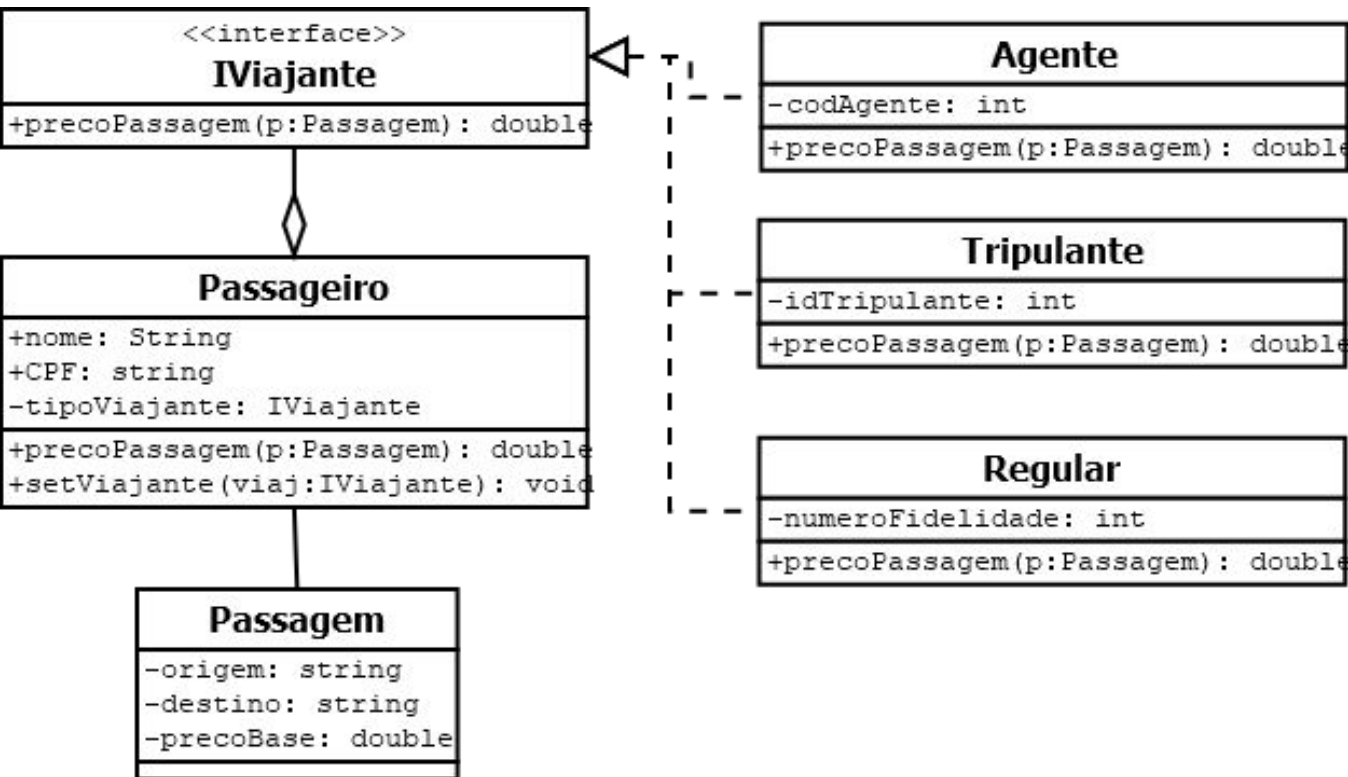 <<interface>>
IViajante
+precoPassagem(p:Passagem): double
Passageiro
+nome: String
+CPF: string
-tipoViajante: IViajante
+precoPassagem(p:Passagem): double
+setViajante(viaj:IViajante): void
Passagem
-origem: string
-destino: string
-precoBase: double
Agente
-codAgente: int
+precoPassagem(p:Passagem): double
Tripulante
-idTripulante: int
+precoPassagem(p:Passagem): double
Regular
-numeroFidelidade: int
+precoPassagem(p:Passagem): double